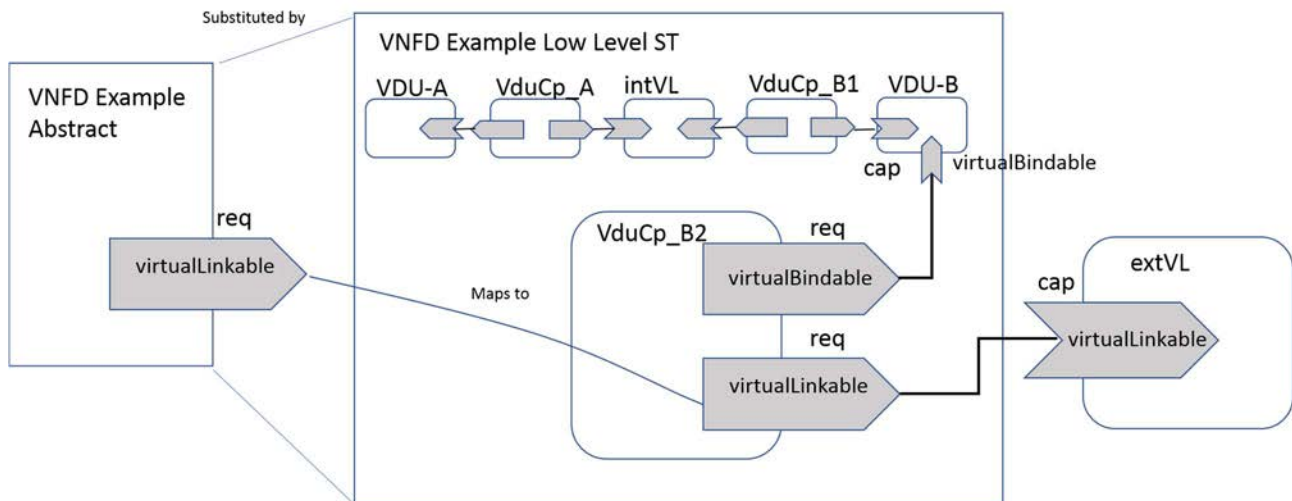 Substituted by
VNFD Example
Abstract
req
virtualLinkable
Maps to
VNFD Example Low Level ST
VDU-A
VduCp_A
intVL
VduCp_B1
VDU-B
cap
virtualBindable
VduCp_B2
req
virtualBindable
req
virtualLinkable
extVL
cap
virtualLinkable